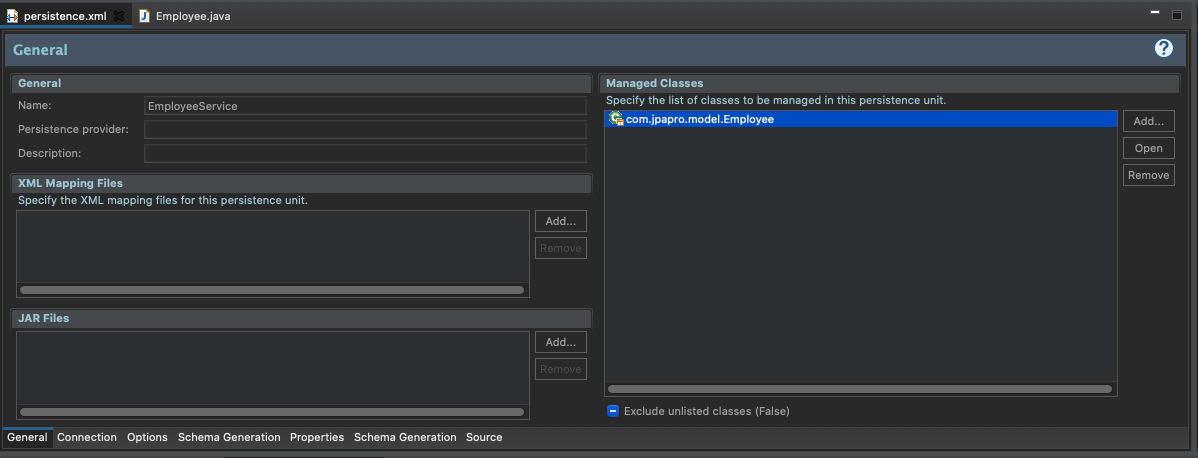 persistence.xml
Employee.java
General
General
Name:
EmployeeService
Persistence provider:
Description:
XML Mapping Files
Specify the XML mapping files for this persistence unit.
Add...
Remove
JAR Files
Add...
Remove
Managed Classes
Specify the list of classes to be managed in this persistence unit.
com.jpapro.model.Employee
Add...
Open
Remove
Exclude unlisted classes (False)
General Connection Options Schema Generation Properties Schema Generation Source